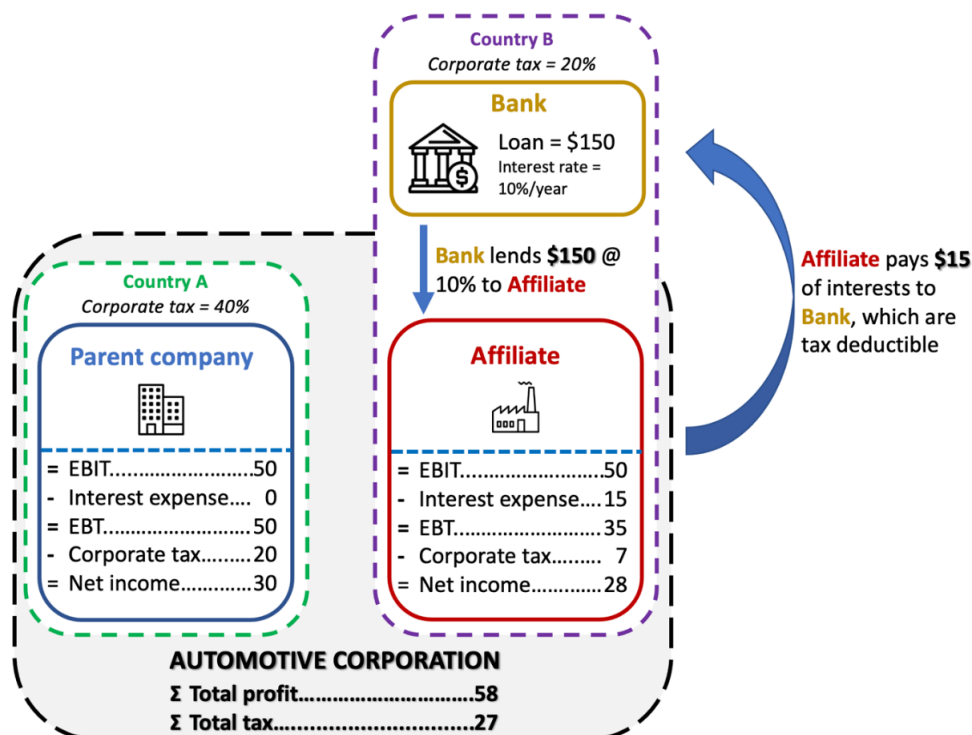 Country B
Corporate tax = 20%
Bank
Loan = $150
Interest rate =
10%/year
Bank lends $150 @
10% to Affiliate
Affiliate pays $15
of interests to
Bank, which are
tax deductible
Country A
Corporate tax = 40%
Parent company
= EBIT...........................50
- Interest expense.... 0
= EBT............................50
- Corporate tax.........20
= Net income.............30
Affiliate
= EBIT...........................50
- Interest expense....15
= EBT............................35
- Corporate tax......... 7
= Net income.............28
AUTOMOTIVE CORPORATION
Σ Total profit.................................58
Σ Total tax.....................................27